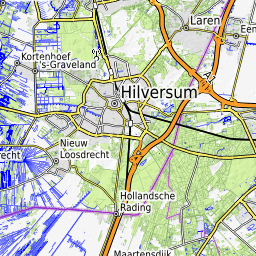 Laren
Kortenhoef
's-Graveland
Hilversum
Nieuw
Loosdrecht
Hollandsche
Rading
Maartensdijk